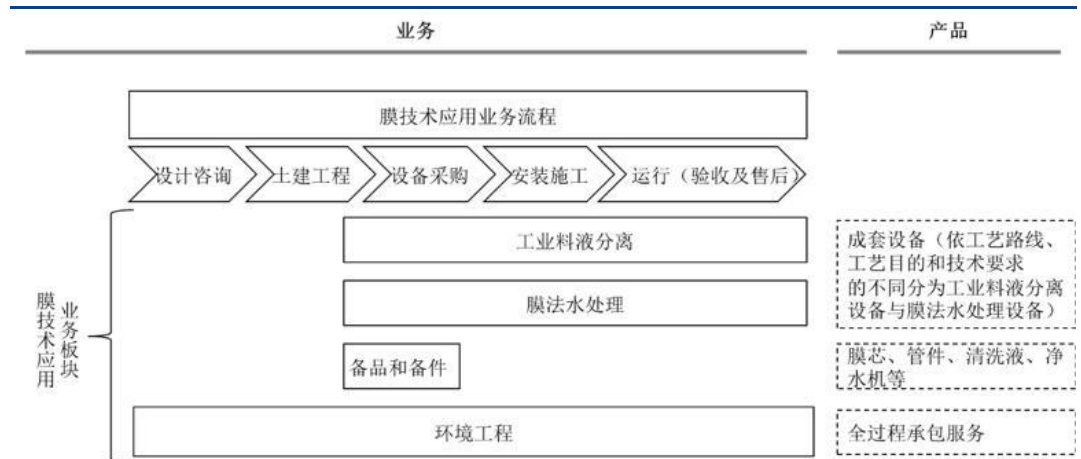 业务
产品
膜技术应用业务流程
设计咨询
土建工程
设备采购
安装施工
运行（验收及售后）
膜技术应用
业务板块
工业料液分离
膜法水处理
成套设备（依工艺路线、
工艺目的和技术要求
的不同分为工业料液分离
设备与膜法水处理设备）
备品和备件
膜芯、管件、清洗液、净
水机等
环境工程
全过程承包服务